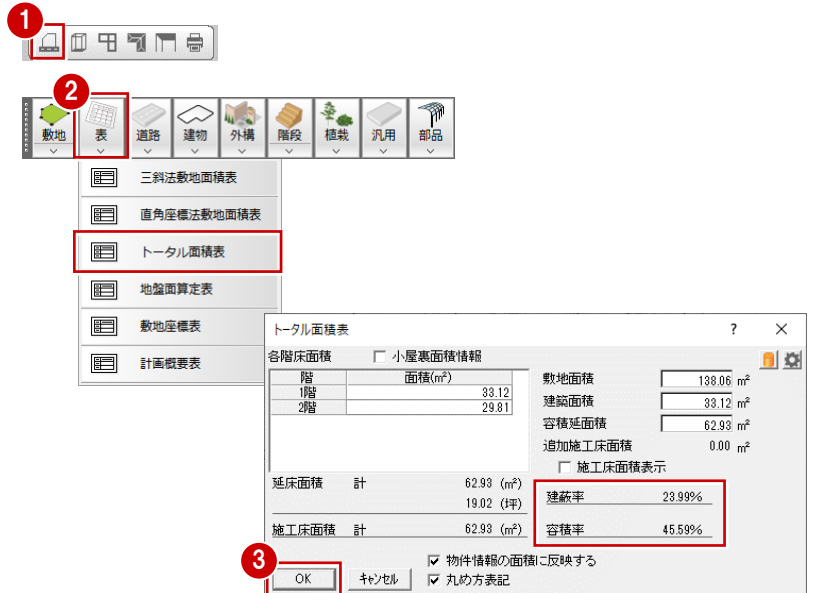 1
2
敷地 表 道路 建物 外構 階段 植栽 汎用 部品
三斜法敷地面積表
直角座標法敷地面積表
トータル面積表
地盤面算定表
敷地座標表
計画概要表
トータル面積表 ? ×
各階床面積 小屋裏面積情報
階 面積(m²)
1階 33.12
2階 29.81
敷地面積 138.06 m²
建築面積 33.12 m²
容積延面積 62.93 m²
追加施工床面積 0.00 m²
施工床面積表示
延床面積 計 62.93 (m²)
19.02 (坪)
施工床面積 計 62.93 (m²)
建蔽率 23.99%
容積率 45.59%
3
物件情報の面積に反映する
OK キャンセル 丸め方表記